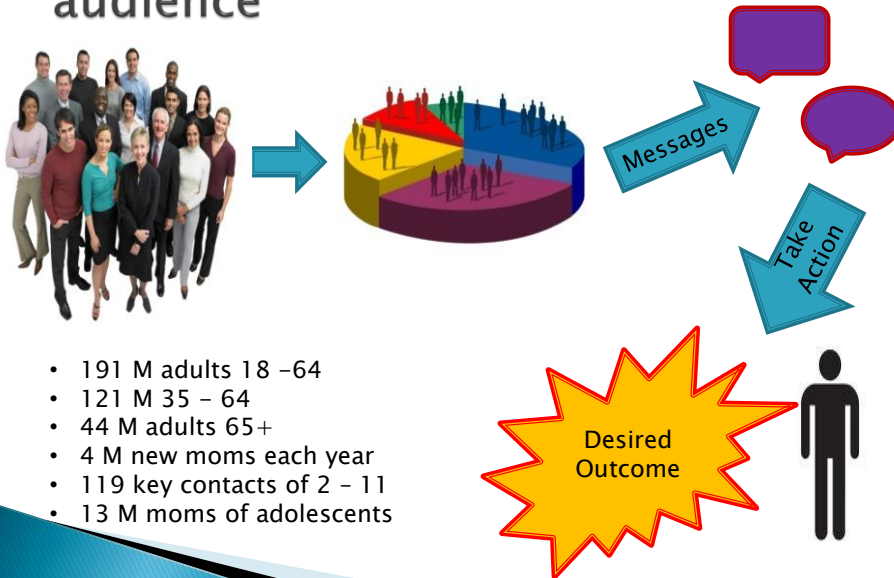 audience
Messages
Take
Action
• 191 M adults 18 –64
• 121 M 35 – 64
• 44 M adults 65+
• 4 M new moms each year
• 119 key contacts of 2 – 11
• 13 M moms of adolescents
Desired
Outcome